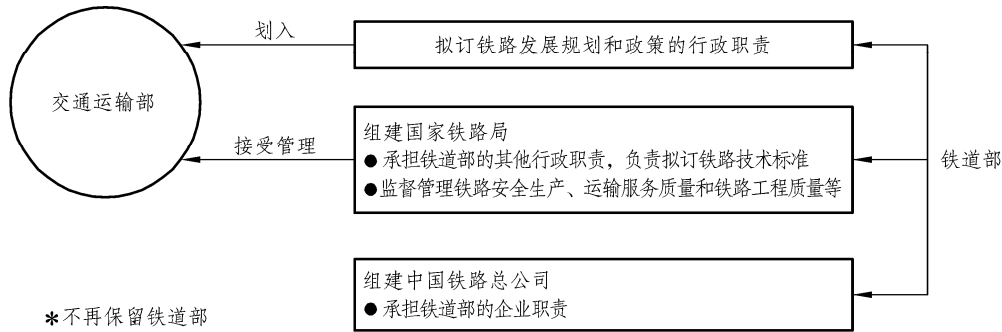 划入
拟订铁路发展规划和政策的行政职责
交通运输部
组建国家铁路局
接受管理
●承担铁道部的其他行政职责，负责拟订铁路技术标准
●监督管理铁路安全生产、运输服务质量和铁路工程质量等
铁道部
组建中国铁路总公司
●承担铁道部的企业职责
*不再保留铁道部